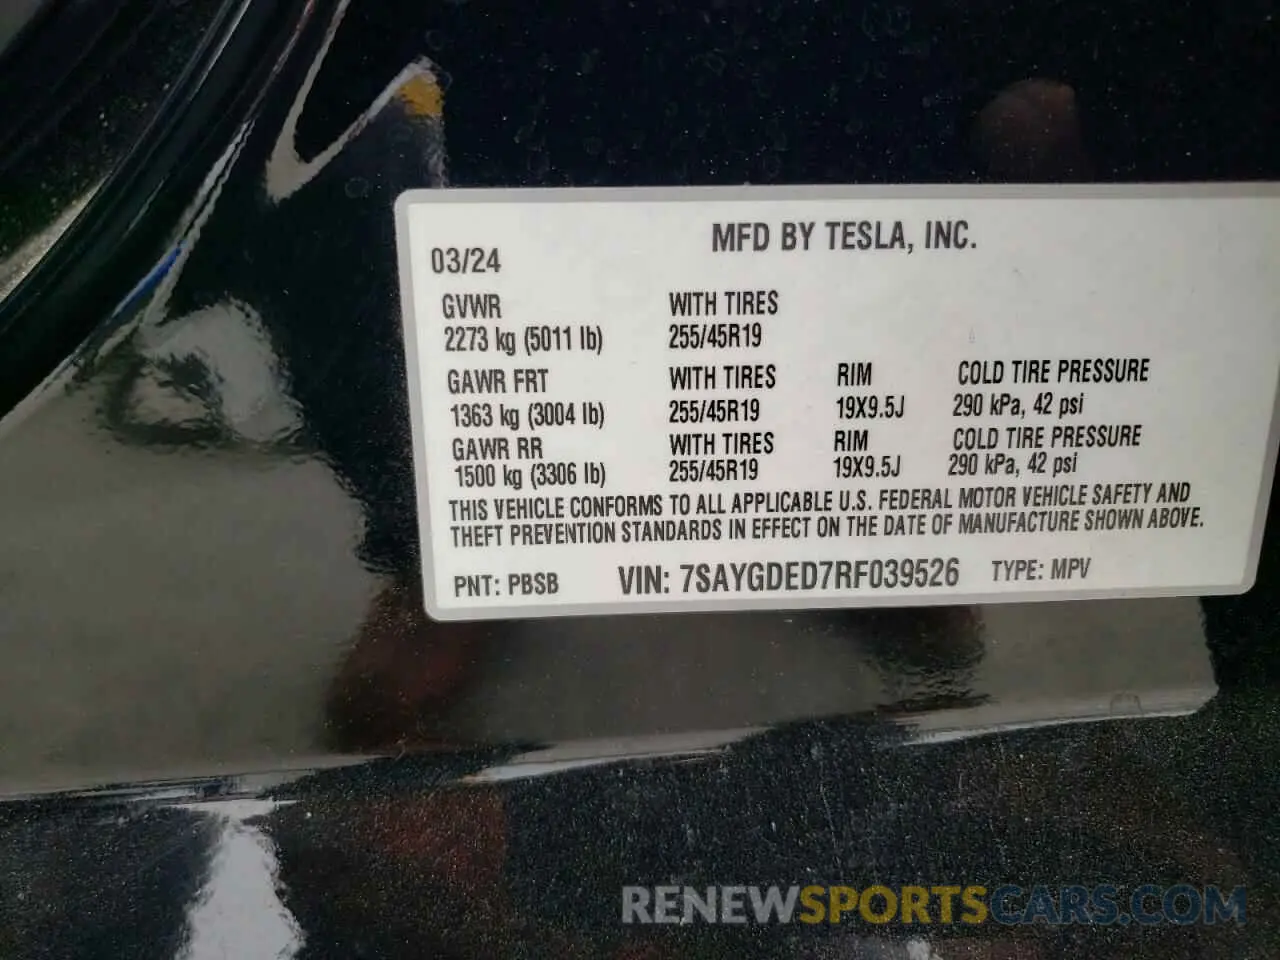 MFD BY TESLA, INC.
03/24
GVWR WITH TIRES
2273 kg (5011 lb) 255/45R19
GAWR FRT WITH TIRES RIM COLD TIRE PRESSURE
1363 kg (3004 lb) 255/45R19 19X9.5J 290 kPa, 42 psi
GAWR RR WITH TIRES RIM COLD TIRE PRESSURE
1500 kg (3306 lb) 255/45R19 19X9.5J 290 kPa, 42 psi
THIS VEHICLE CONFORMS TO ALL APPLICABLE U.S. FEDERAL MOTOR VEHICLE SAFETY AND
THEFT PREVENTION STANDARDS IN EFFECT ON THE DATE OF MANUFACTURE SHOWN ABOVE.
PNT: PBSB VIN: 7SAYGDED7RF039526 TYPE: MPV
RENEWSPORTSCARS.COM